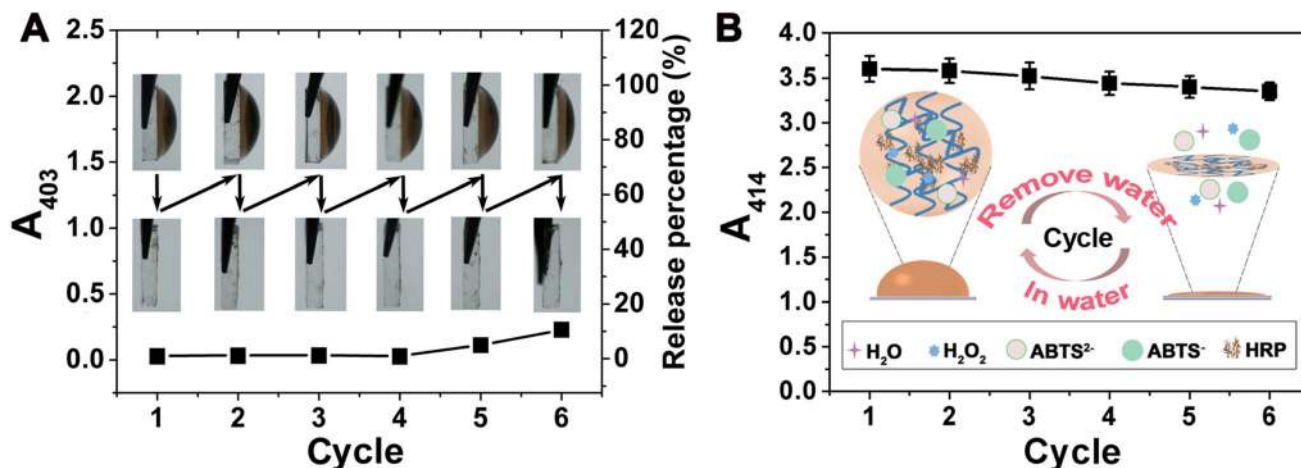 A
A₄₀₃
2.5
2.0
1.5
1.0
0.5
0.0
Release percentage (%)
120
100
80
60
40
20
0
1 2 3 4 5 6
Cycle
B
A₄₁₄
4.0
3.5
3.0
2.5
2.0
1.5
1.0
0.5
0.0
Remove water
Cycle
In water
H₂O H₂O₂ ABTS²⁻ ABTS⁻ HRP
1 2 3 4 5 6
Cycle